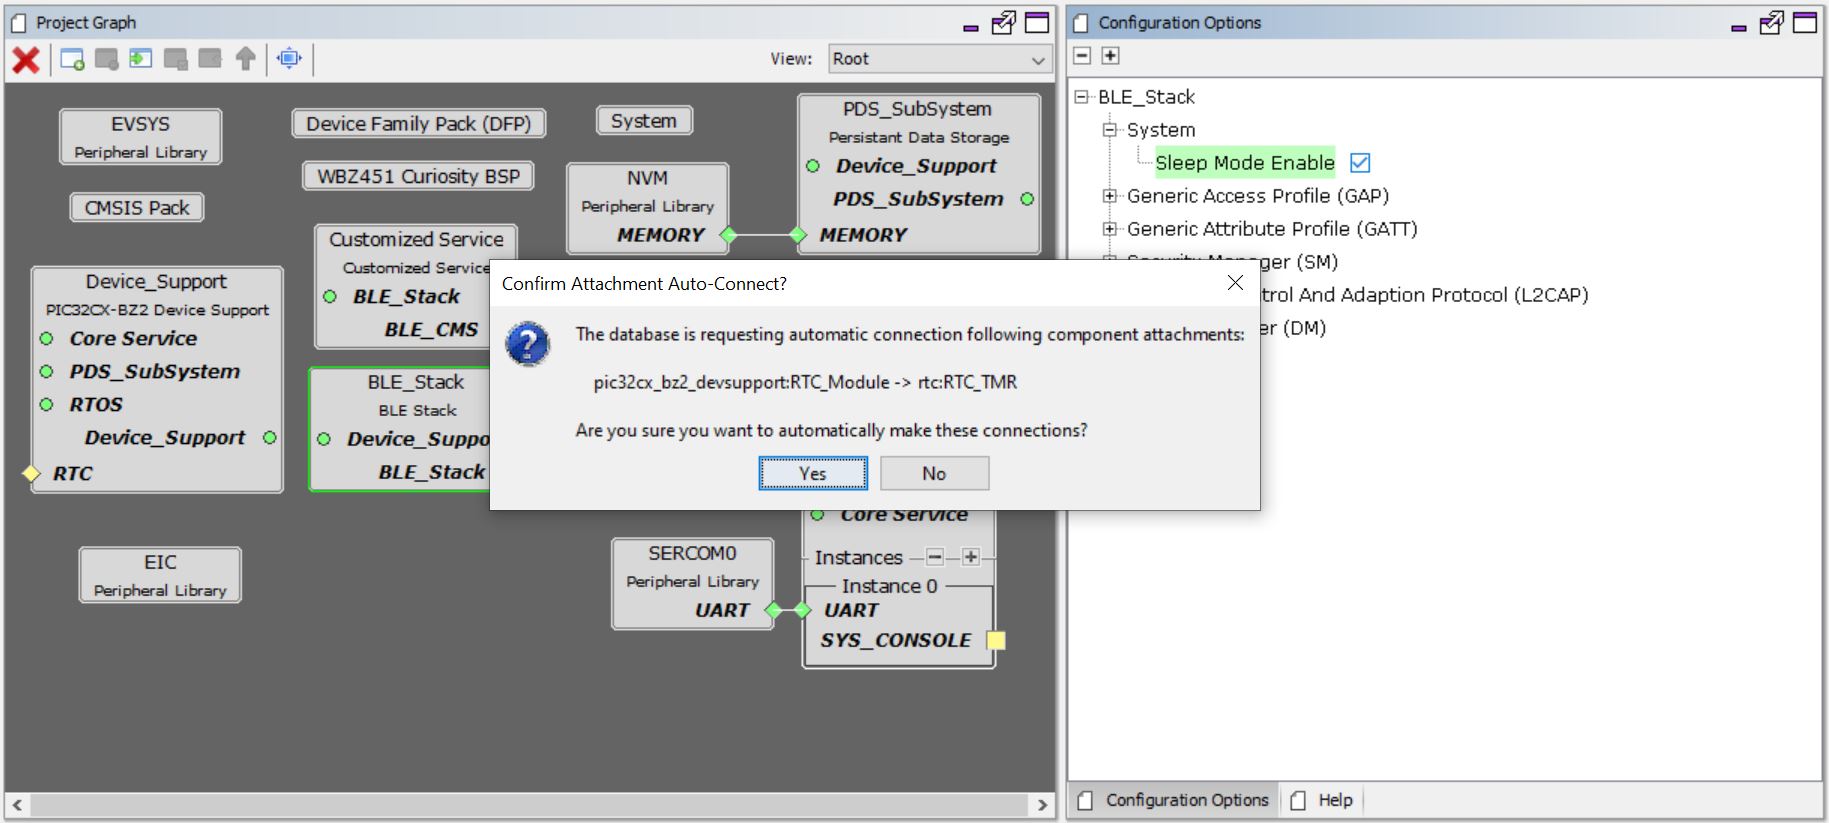 Project Graph
View: Root
EVSYS
Peripheral Library
Device Family Pack (DFP)
System
PDS_SubSystem
Persistant Data Storage
Device_Support
PDS_SubSystem
MEMORY
WBZ451 Curiosity BSP
NVM
Peripheral Library
MEMORY
CMSIS Pack
Customized Service
Customized Service
BLE_Stack
BLE_CMS
Device_Support
PIC32CX-BZ2 Device Support
Core Service
PDS_SubSystem
RTOS
Device_Support
RTC
BLE_Stack
BLE Stack
Device_Suppo
BLE_Stack
EIC
Peripheral Library
Confirm Attachment Auto-Connect?
The database is requesting automatic connection following component attachments:
pic32cx_bz2_devsupport:RTC_Module -> rtc:RTC_TMR
Are you sure you want to automatically make these connections?
Yes No
Core Service
Instances
Instance 0
UART
SYS_CONSOLE
SERCOM0
Peripheral Library
UART
Configuration Options
BLE_Stack
System
Sleep Mode Enable
Generic Access Profile (GAP)
Generic Attribute Profile (GATT)
Security Manager (SM)
trol And Adaption Protocol (L2CAP)
er (DM)
Configuration Options Help